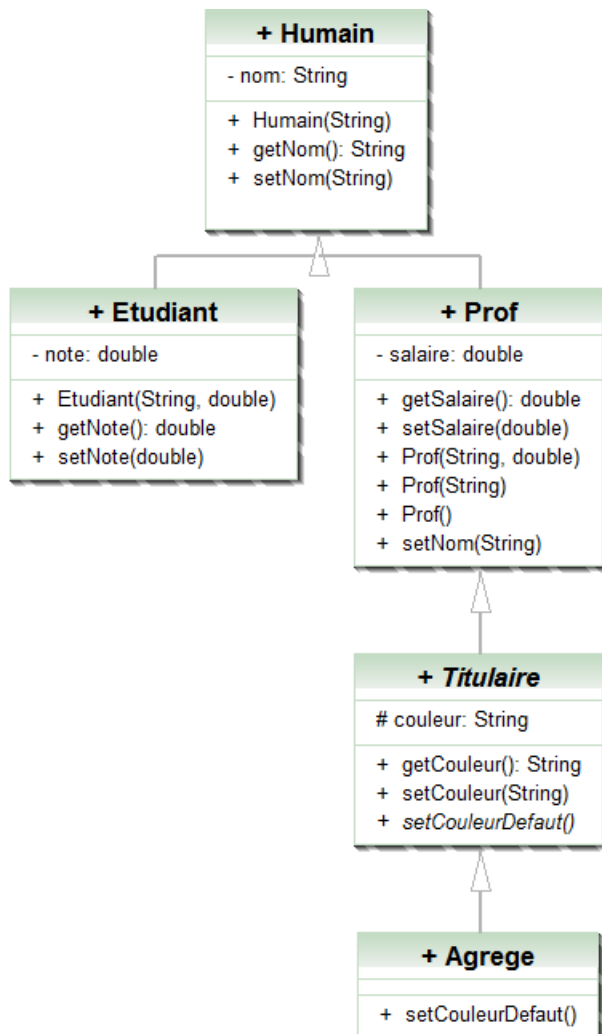 + Humain
- nom: String
+ Humain(String)
+ getNom(): String
+ setNom(String)
+ Etudiant
- note: double
+ Etudiant(String, double)
+ getNote(): double
+ setNote(double)
+ Prof
- salaire: double
+ getSalaire(): double
+ setSalaire(double)
+ Prof(String, double)
+ Prof(String)
+ Prof()
+ setNom(String)
+ Titulaire
# couleur: String
+ getCouleur(): String
+ setCouleur(String)
+ setCouleurDefaut()
+ Agrege
+ setCouleurDefaut()